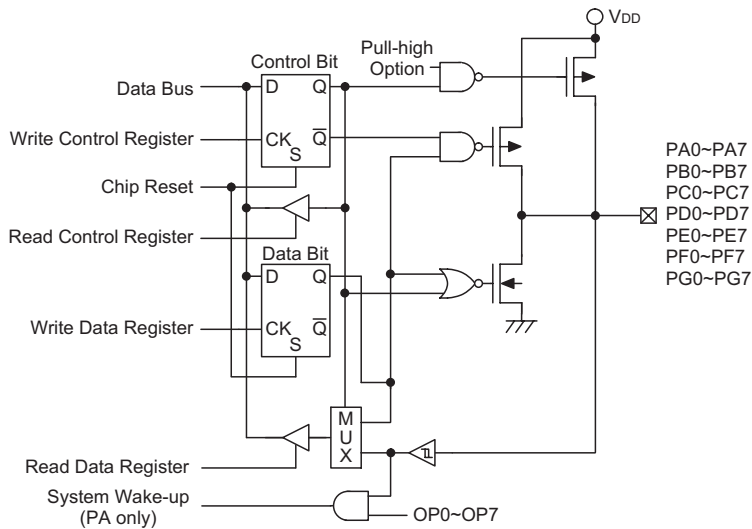 VDD
Control Bit
Pull-high
Option
Data Bus
D
Q
Write Control Register
CK
Q
S
Chip Reset
Read Control Register
Data Bit
D
Q
Write Data Register
CK
Q
S
PA0~PA7
PB0~PB7
PC0~PC7
PD0~PD7
PE0~PE7
PF0~PF7
PG0~PG7
M
U
X
Read Data Register
System Wake-up
(PA only)
OP0~OP7